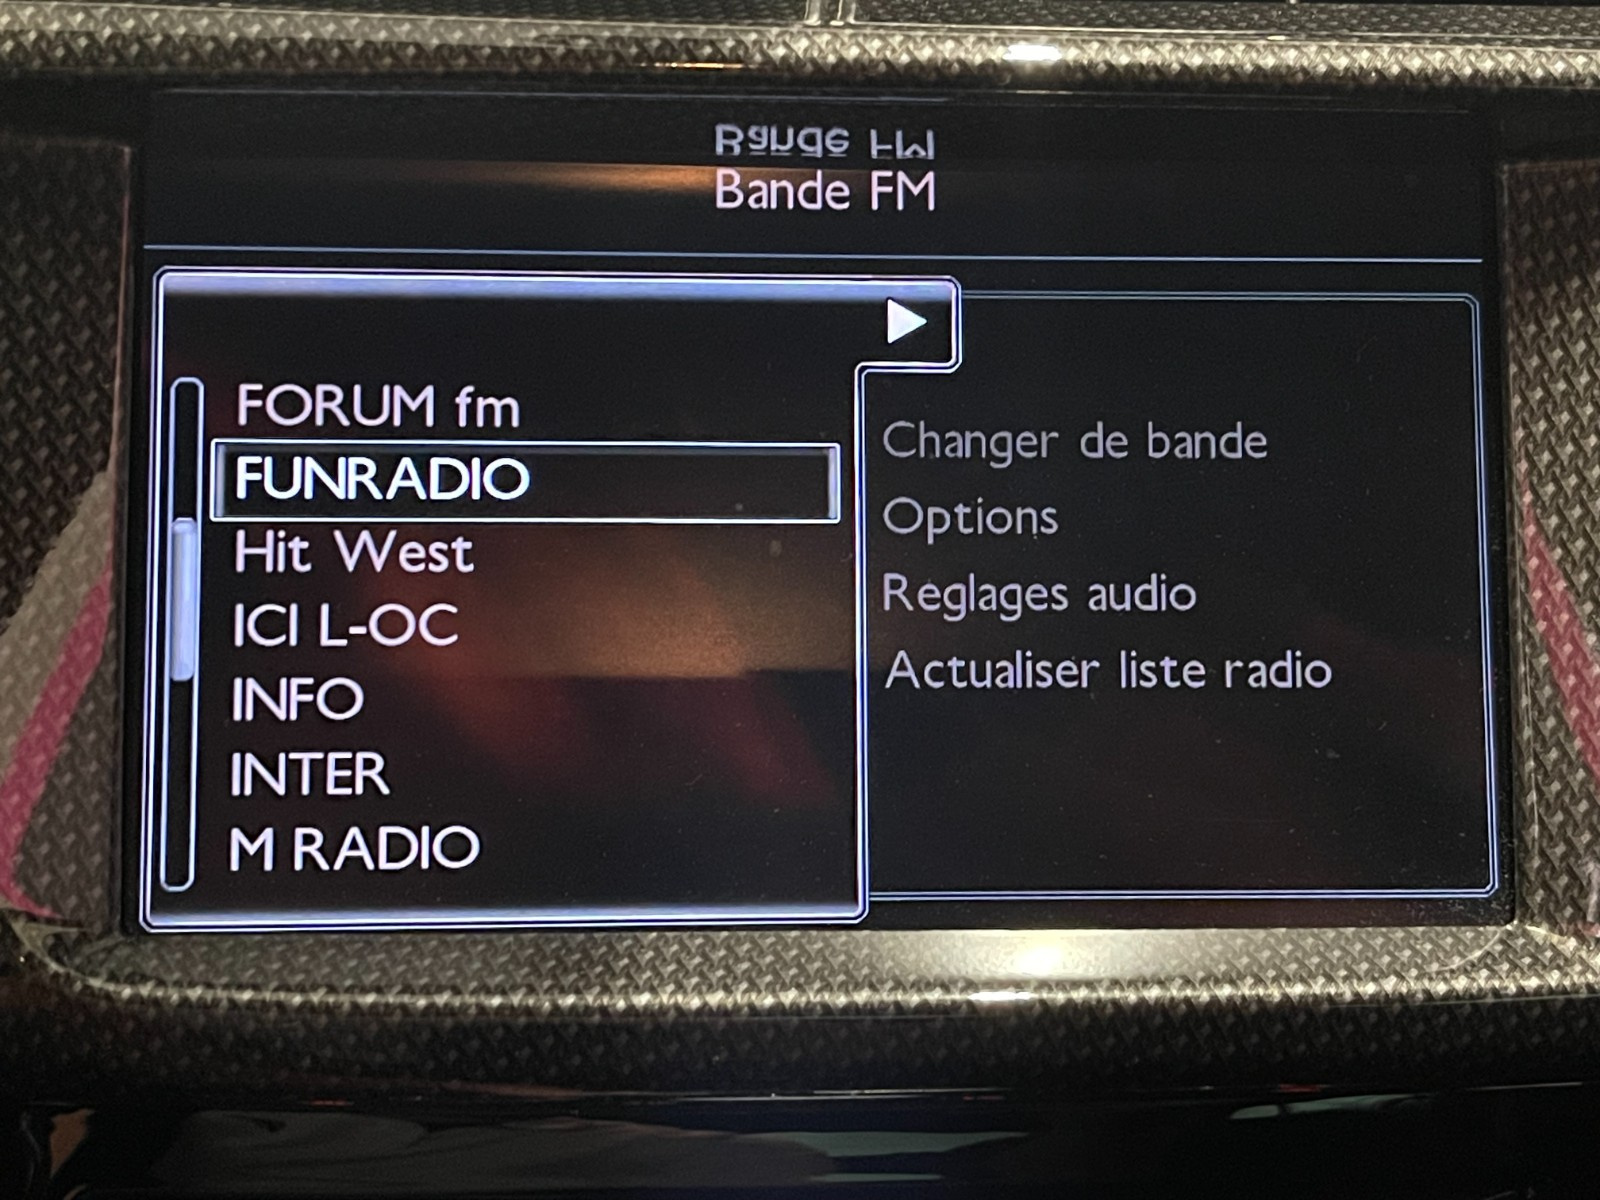 Bande FM
FORUM fm
FUNRADIO
Hit West
ICI L-OC
INFO
INTER
M RADIO
Changer de bande
Options
Réglages audio
Actualiser liste radio